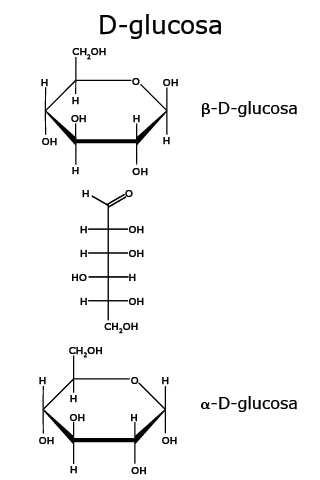 D-glucosa
CH2OH
H O OH
H
OH H
β-D-glucosa
OH H
H OH
H O
H OH
H OH
HO H
H OH
CH2OH
CH2OH
H O H
H
OH H
α-D-glucosa
OH OH
H OH